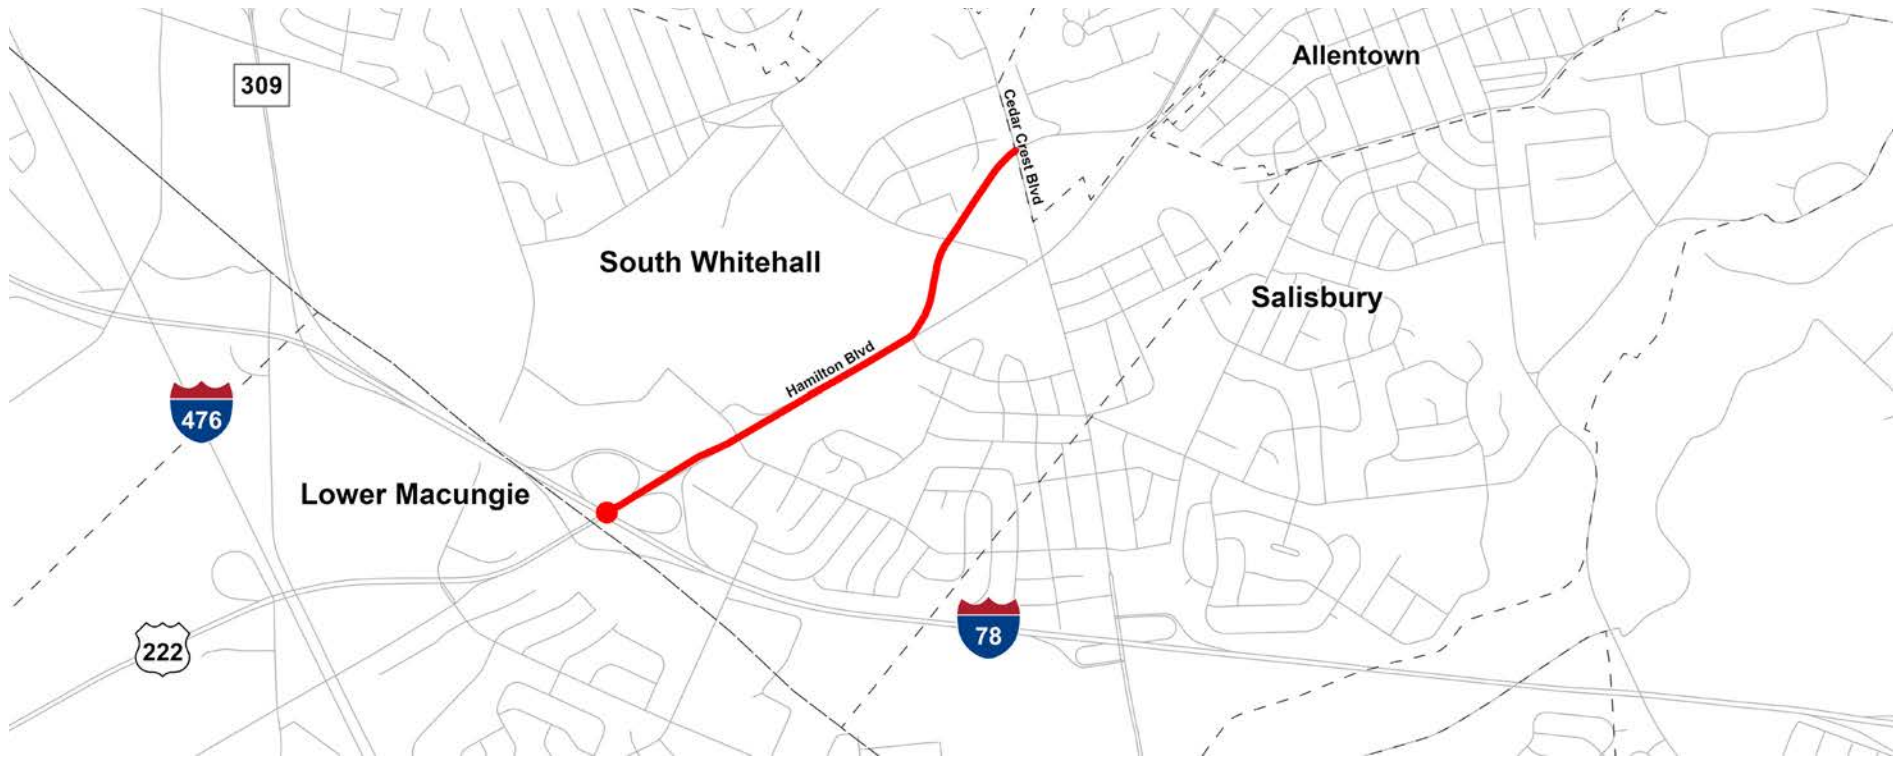 Allentown
309
Cedar Crest Blvd
South Whitehall
Salisbury
Hamilton Blvd
476
Lower Macungie
78
222